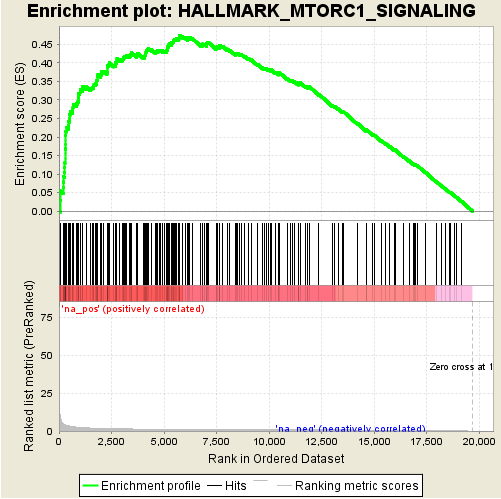 Enrichment plot: HALLMARK_MTORC1_SIGNALING
Enrichment score (ES)
0.45
0.40
0.35
0.30
0.25
0.20
0.15
0.10
0.05
0.00
'na_pos' (positively correlated)
Ranked list metric (PreRanked)
75
50
25
0
Zero cross at 1
'na_neg' (negatively correlated)
0
2,500
5,000
7,500
10,000
12,500
15,000
17,500
20,000
Rank in Ordered Dataset
Enrichment profile
Hits
Ranking metric scores